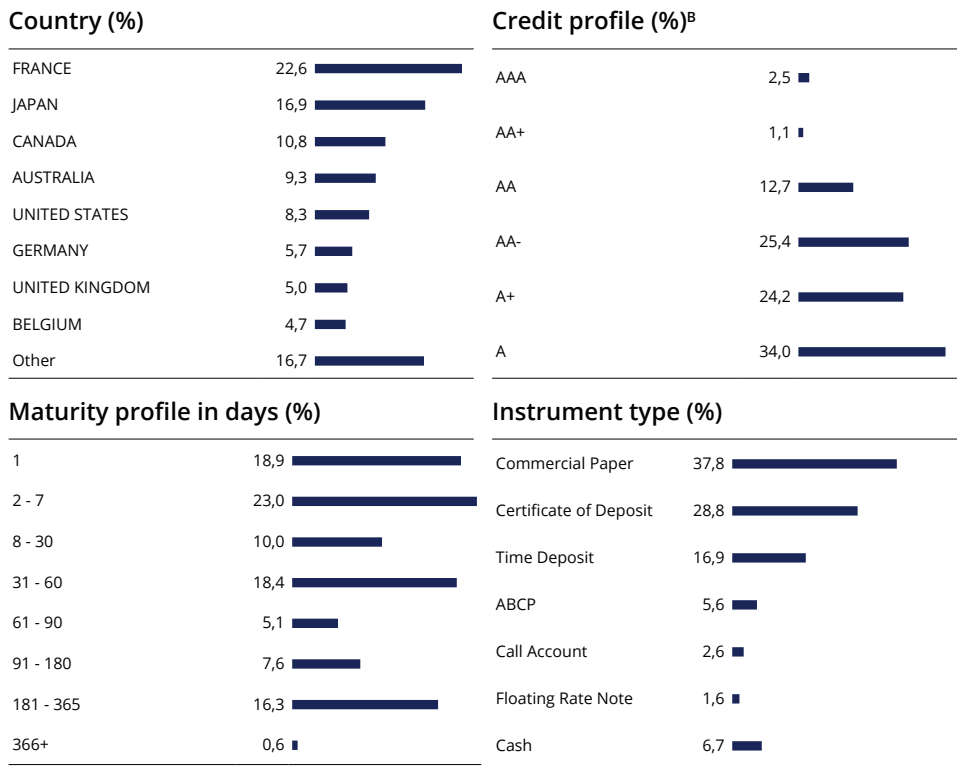 Country (%)
FRANCE 22,6
JAPAN 16,9
CANADA 10,8
AUSTRALIA 9,3
UNITED STATES 8,3
GERMANY 5,7
UNITED KINGDOM 5,0
BELGIUM 4,7
Other 16,7
Credit profile (%)ᴮ
AAA 2,5
AA+ 1,1
AA 12,7
AA- 25,4
A+ 24,2
A 34,0
Maturity profile in days (%)
1 18,9
2 - 7 23,0
8 - 30 10,0
31 - 60 18,4
61 - 90 5,1
91 - 180 7,6
181 - 365 16,3
366+ 0,6
Instrument type (%)
Commercial Paper 37,8
Certificate of Deposit 28,8
Time Deposit 16,9
ABCP 5,6
Call Account 2,6
Floating Rate Note 1,6
Cash 6,7